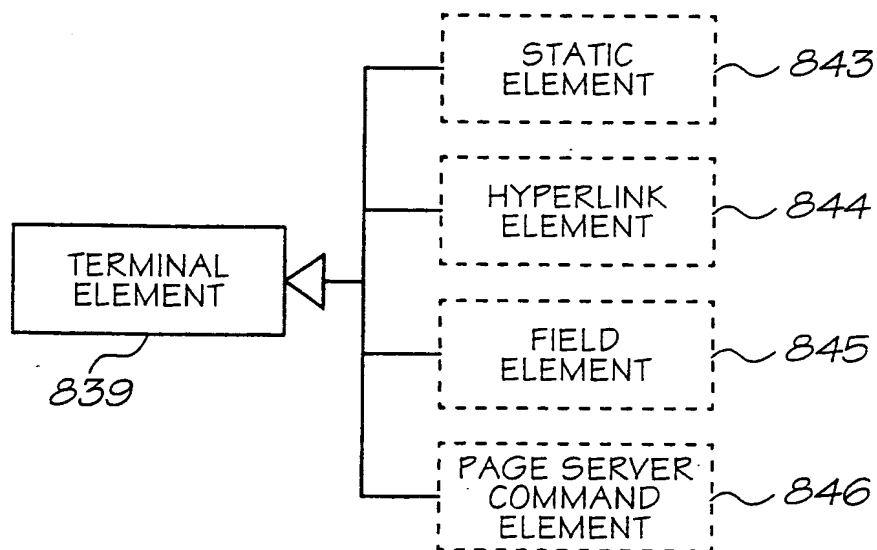 STATIC
ELEMENT
843
HYPERLINK
ELEMENT
844
TERMINAL
ELEMENT
839
FIELD
ELEMENT
845
PAGE SERVER
COMMAND
ELEMENT
846